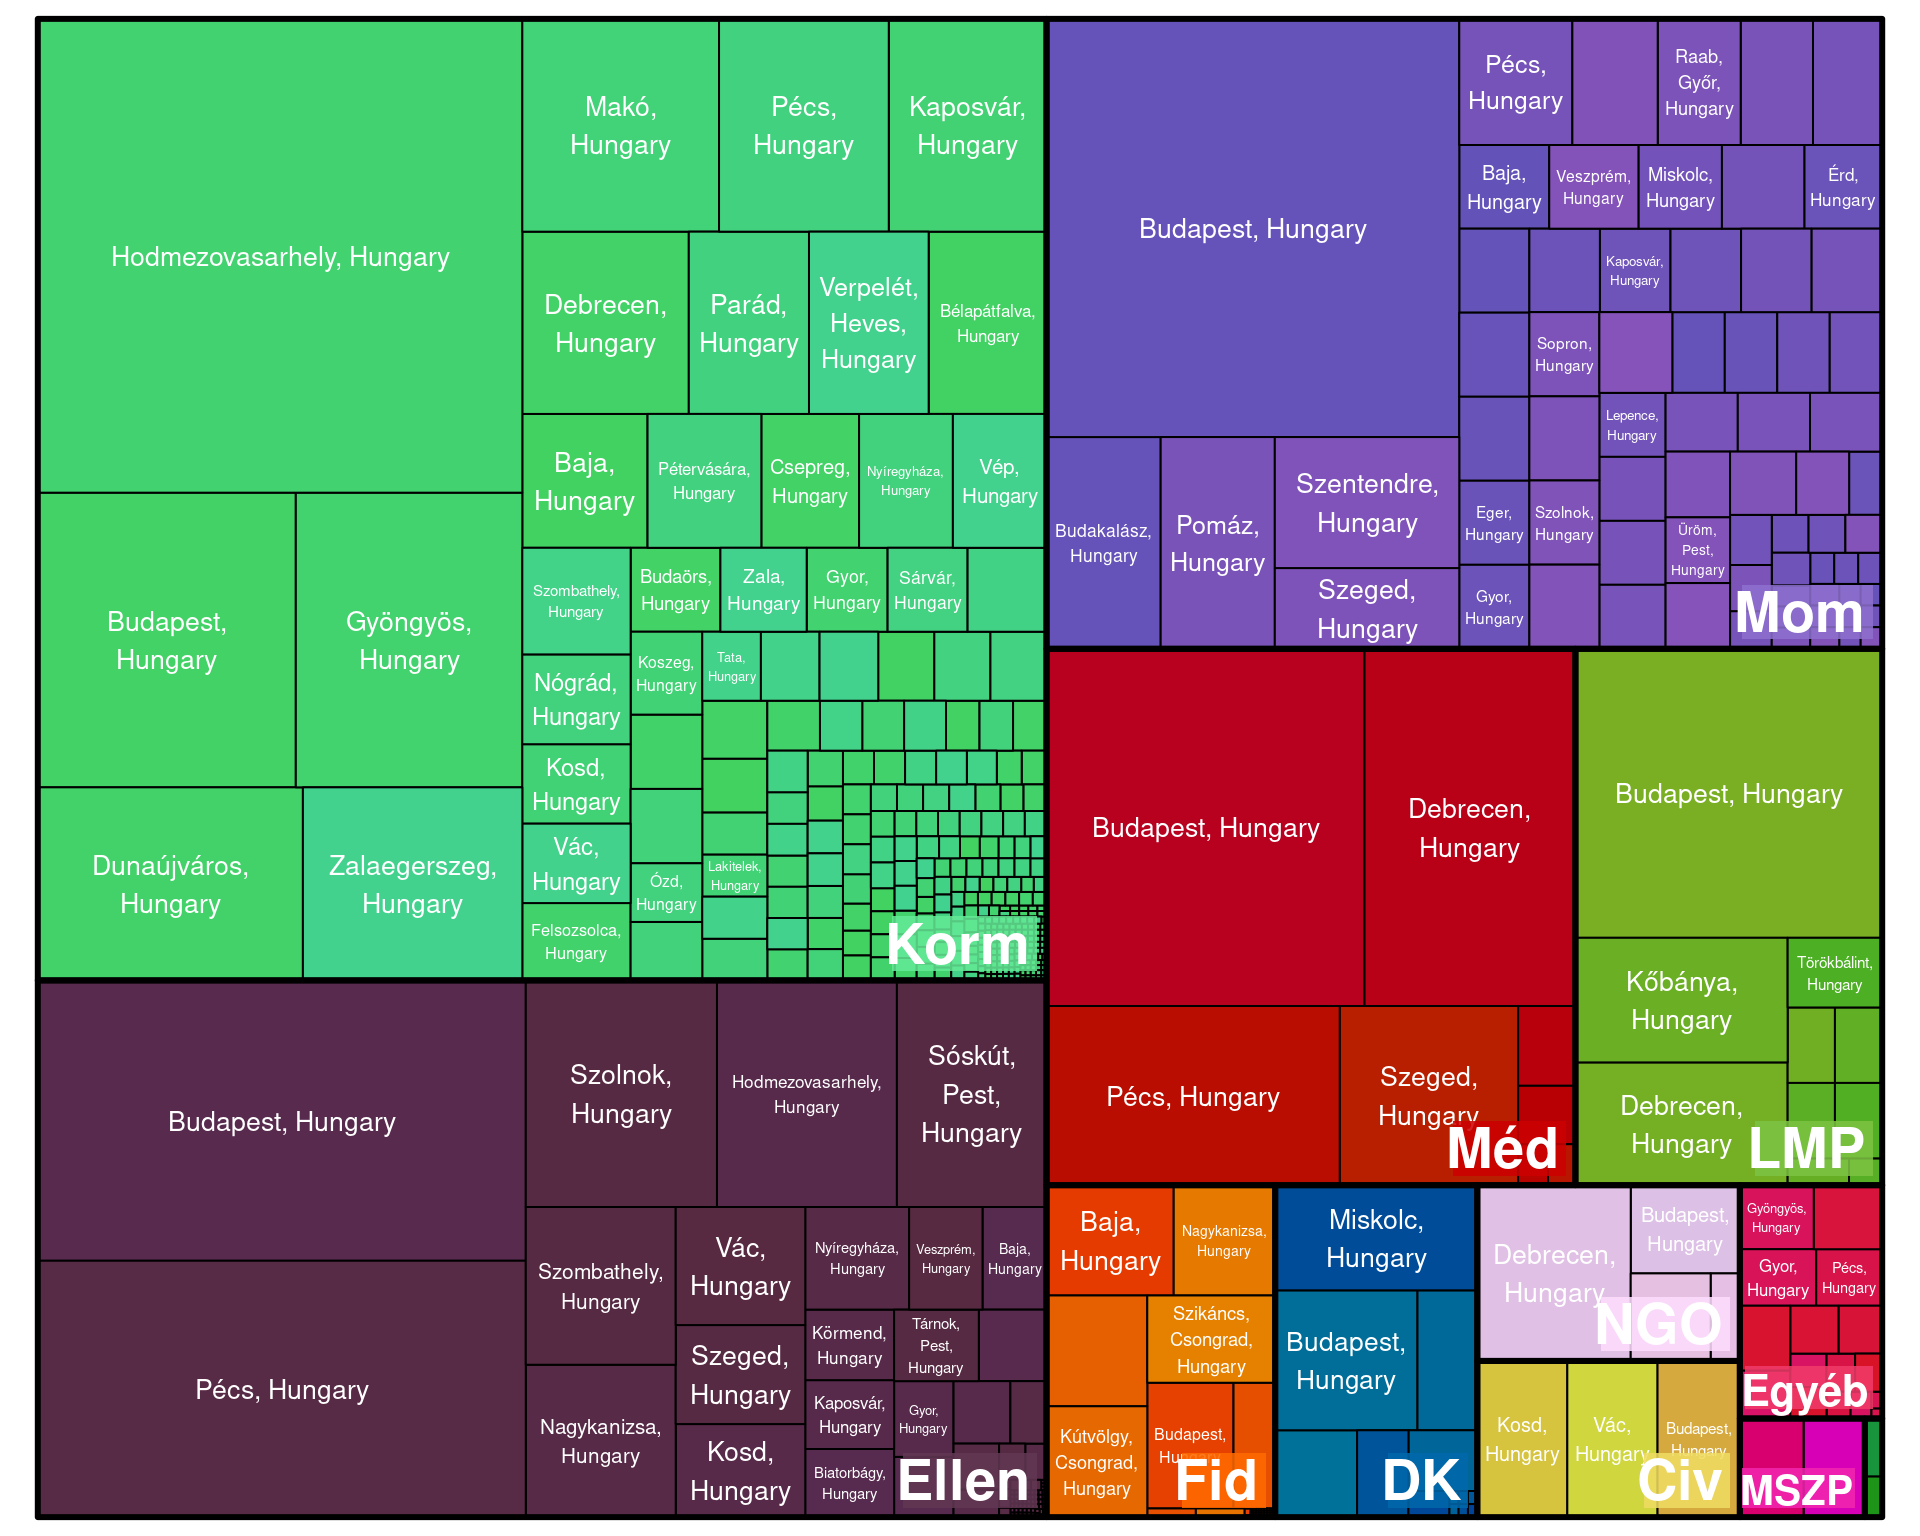 Hodmezovasarhely, Hungary
Makó,
Hungary
Pécs,
Hungary
Kaposvár,
Hungary
Debrecen,
Hungary
Parád,
Hungary
Verpelét,
Heves,
Hungary
Bélapátfalva,
Hungary
Baja,
Hungary
Pétervására,
Hungary
Csepreg,
Hungary
Nyíregyháza,
Hungary
Vép,
Hungary
Budapest,
Hungary
Gyöngyös,
Hungary
Szombathely,
Hungary
Budaörs,
Hungary
Zala,
Hungary
Gyor,
Hungary
Sárvár,
Hungary
Nógrád,
Hungary
Koszeg,
Hungary
Tata,
Hungary
Kosd,
Hungary
Dunaújváros,
Hungary
Zalaegerszeg,
Hungary
Vác,
Hungary
Ózd,
Hungary
Lakitelek,
Hungary
Felsozsolca,
Hungary
Korm
Budapest, Hungary
Pécs,
Hungary
Raab,
Győr,
Hungary
Baja,
Hungary
Veszprém,
Hungary
Miskolc,
Hungary
Érd,
Hungary
Kaposvár,
Hungary
Sopron,
Hungary
Lepence,
Hungary
Budakalász,
Hungary
Pomáz,
Hungary
Szentendre,
Hungary
Szeged,
Hungary
Eger,
Hungary
Szolnok,
Hungary
Üröm,
Pest,
Hungary
Gyor,
Hungary
Mom
Budapest, Hungary
Debrecen,
Hungary
Pécs, Hungary
Szeged,
Hungary
Méd
Budapest, Hungary
Kőbánya,
Hungary
Törökbálint,
Hungary
Debrecen,
Hungary
LMP
Budapest, Hungary
Pécs, Hungary
Szolnok,
Hungary
Hodmezovasarhely,
Hungary
Sóskút,
Pest,
Hungary
Szombathely,
Hungary
Vác,
Hungary
Nyíregyháza,
Hungary
Veszprém,
Hungary
Baja,
Hungary
Szeged,
Hungary
Körmend,
Hungary
Tárnok,
Pest,
Hungary
Nagykanizsa,
Hungary
Kaposvár,
Hungary
Gyor,
Hungary
Kosd,
Hungary
Biatorbágy,
Hungary
Ellen
Baja,
Hungary
Nagykanizsa,
Hungary
Szikáncs,
Csongrad,
Hungary
Kútvölgy,
Csongrad,
Hungary
Budapest,
Hungary
Fid
Miskolc,
Hungary
Budapest,
Hungary
DK
Debrecen,
Hungary
Budapest,
Hungary
NGO
Kosd,
Hungary
Vác,
Hungary
Budapest,
Hungary
Civ
Gyöngyös,
Hungary
Gyor,
Hungary
Pécs,
Hungary
Egyéb
MSZP